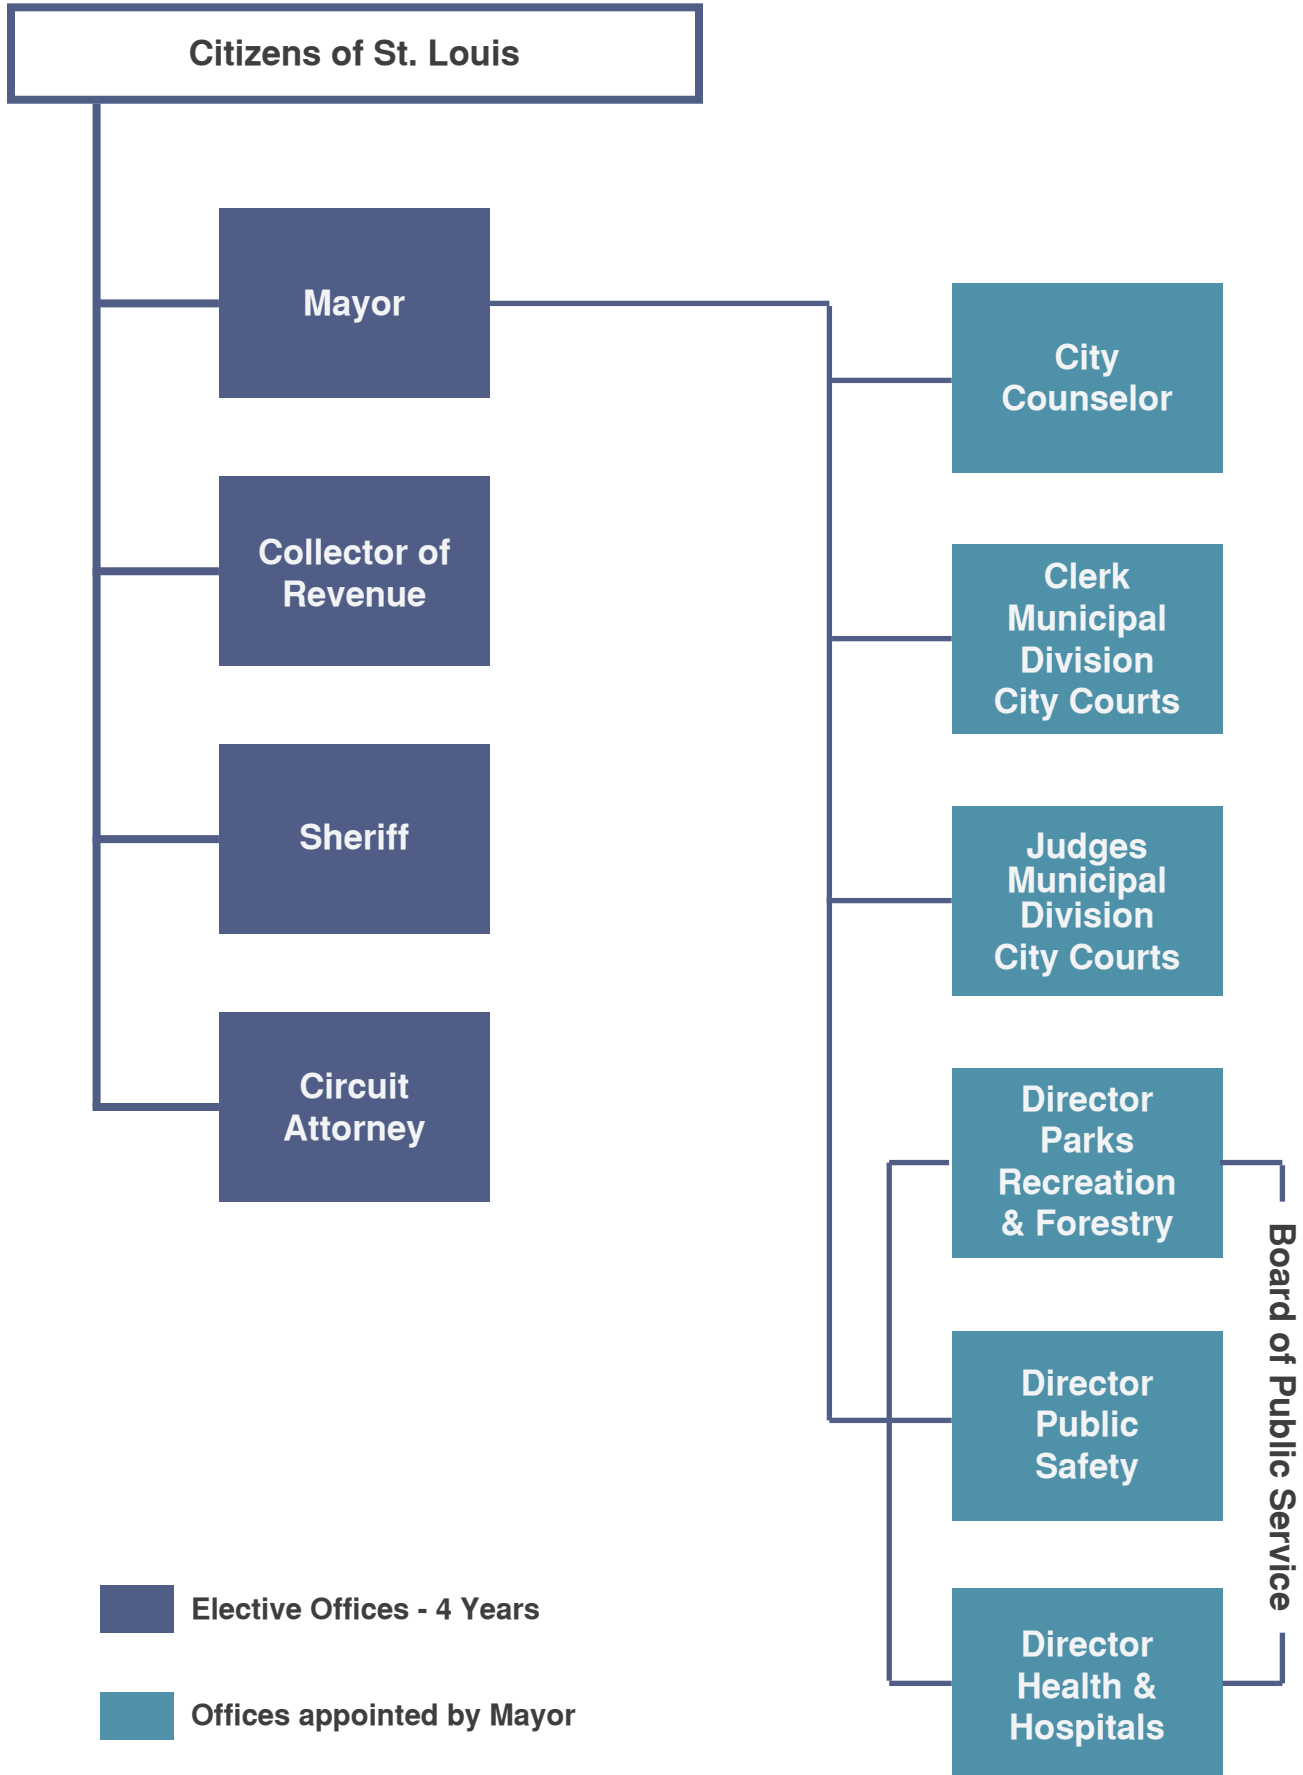 Citizens of St. Louis
Mayor
Collector of
Revenue
Sheriff
Circuit
Attorney
City
Counselor
Clerk
Municipal
Division
City Courts
Judges
Municipal
Division
City Courts
Director
Parks
Recreation
& Forestry
Director
Public
Safety
Director
Health &
Hospitals
Board of Public Service
Elective Offices - 4 Years
Offices appointed by Mayor